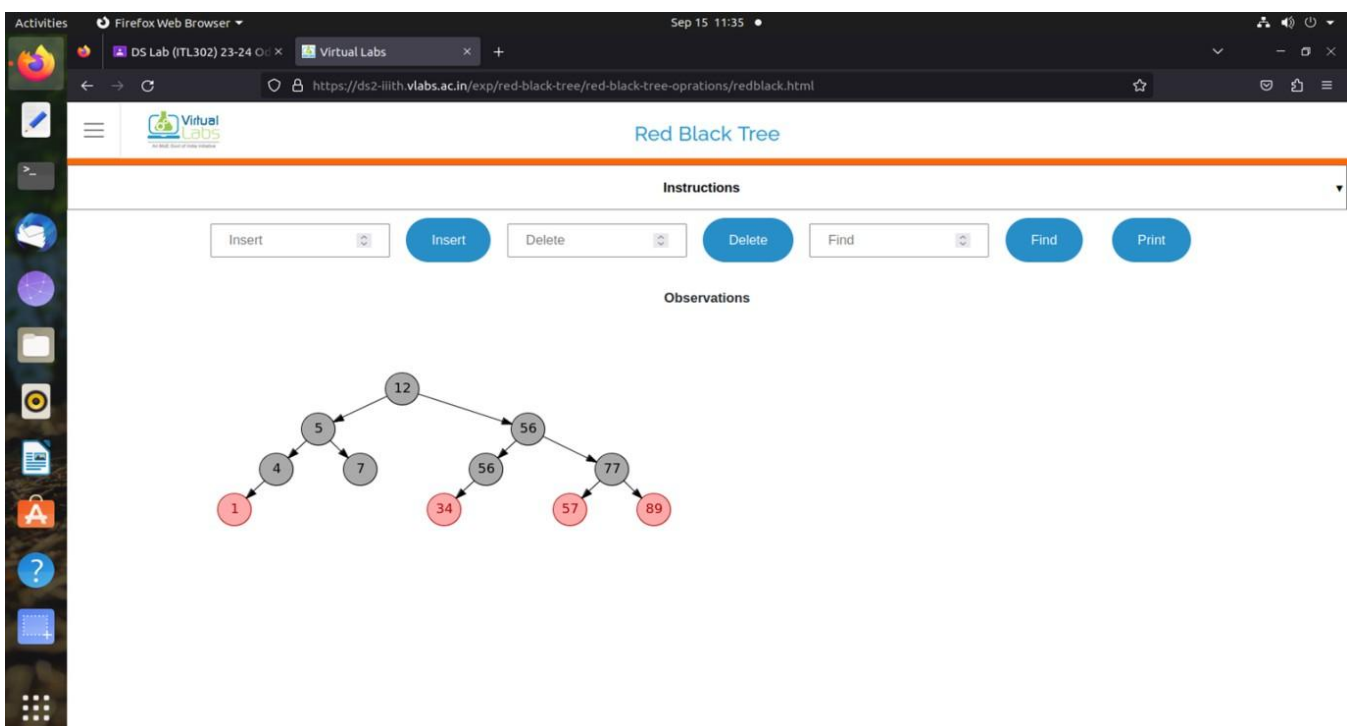 Activities Firefox Web Browser Sep 15 11:35
DS Lab (ITL302) 23-24 Od Virtual Labs
https://ds2-iiith.vlabs.ac.in/exp/red-black-tree/red-black-tree-oprations/redblack.html
Virtual
Labs
Red Black Tree
Instructions
Insert Insert Delete Delete Find Find Print
Observations
12
5 56
4 7 56 77
1 34 57 89